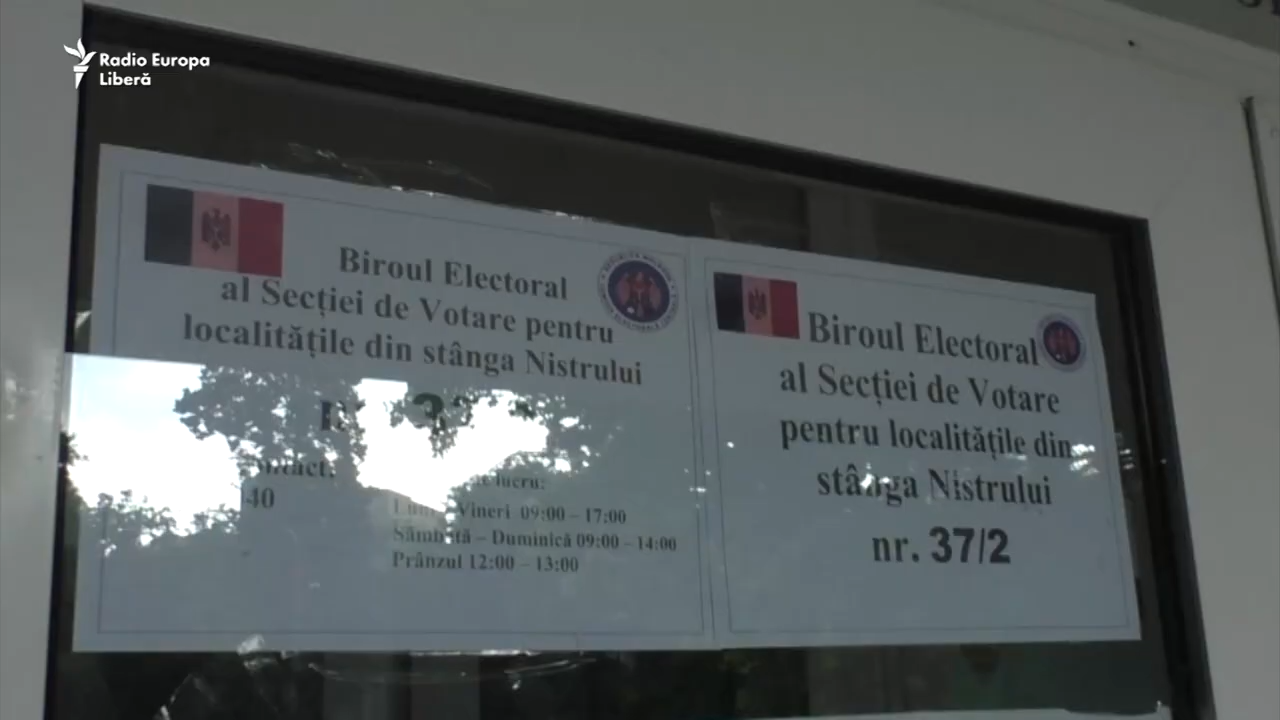 Radio Europa
Liberă
Biroul Electoral
al Secției de Votare pentru
localitățile din stânga Nistrului
40
lucru:
Vineri 09:00 – 17:00
Sâmbătă – Duminică 09:00 – 14:00
Prânzul 12:00 – 13:00
Biroul Electoral
al Secției de Votare
pentru localitățile din
stânga Nistrului
nr. 37/2